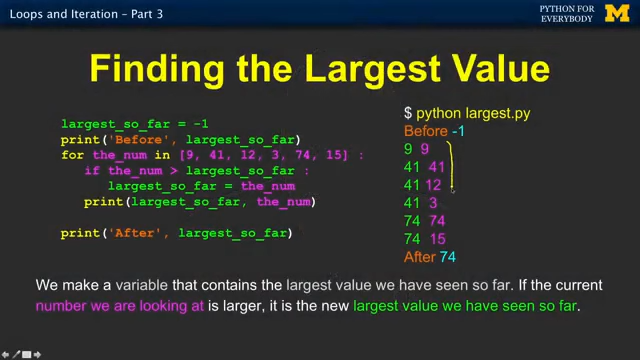 Loops and Iteration – Part 3
PYTHON FOR
EVERYBODY
M
Finding the Largest Value
largest_so_far = -1
print('Before', largest_so_far)
for the_num in [9, 41, 12, 3, 74, 15] :
if the_num > largest_so_far :
largest_so_far = the_num
print(largest_so_far, the_num)
print('After', largest_so_far)
$ python largest.py
Before -1
9 9
41 41
41 12
41 3
74 74
74 15
After 74
We make a variable that contains the largest value we have seen so far. If the current
number we are looking at is larger, it is the new largest value we have seen so far.